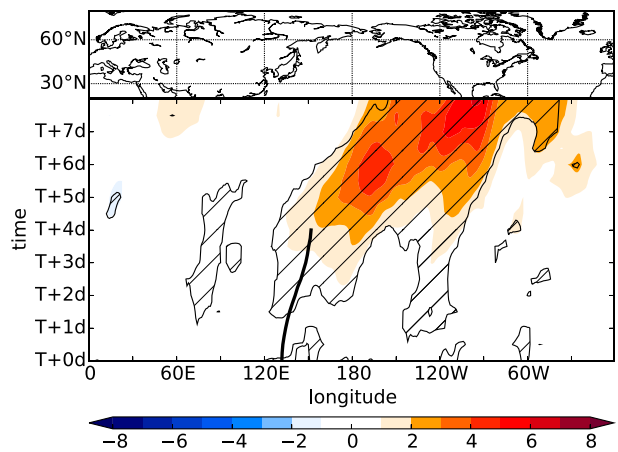 60°N
30°N
T+7d
T+6d
T+5d
T+4d
T+3d
T+2d
T+1d
T+0d
time
0 60E 120E 180 120W 60W
longitude
−8 −6 −4 −2 0 2 4 6 8